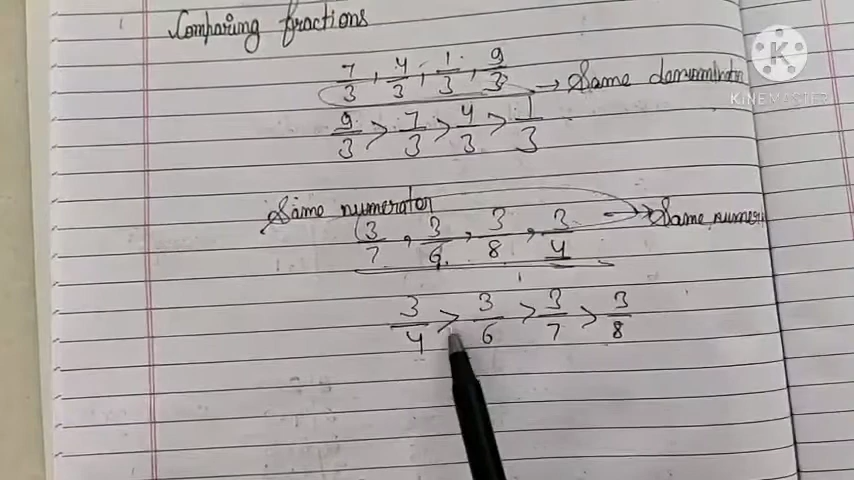 Comparing fractions
7/3, 4/3, 1/3, 9/3 → Same denominator
9/3 > 7/3 > 4/3 > 1/3
Same numerator
3/7, 3/6, 3/8, 3/4 → Same numer
3/4 > 3/6 > 3/7 > 3/8
K
KINEMASTER